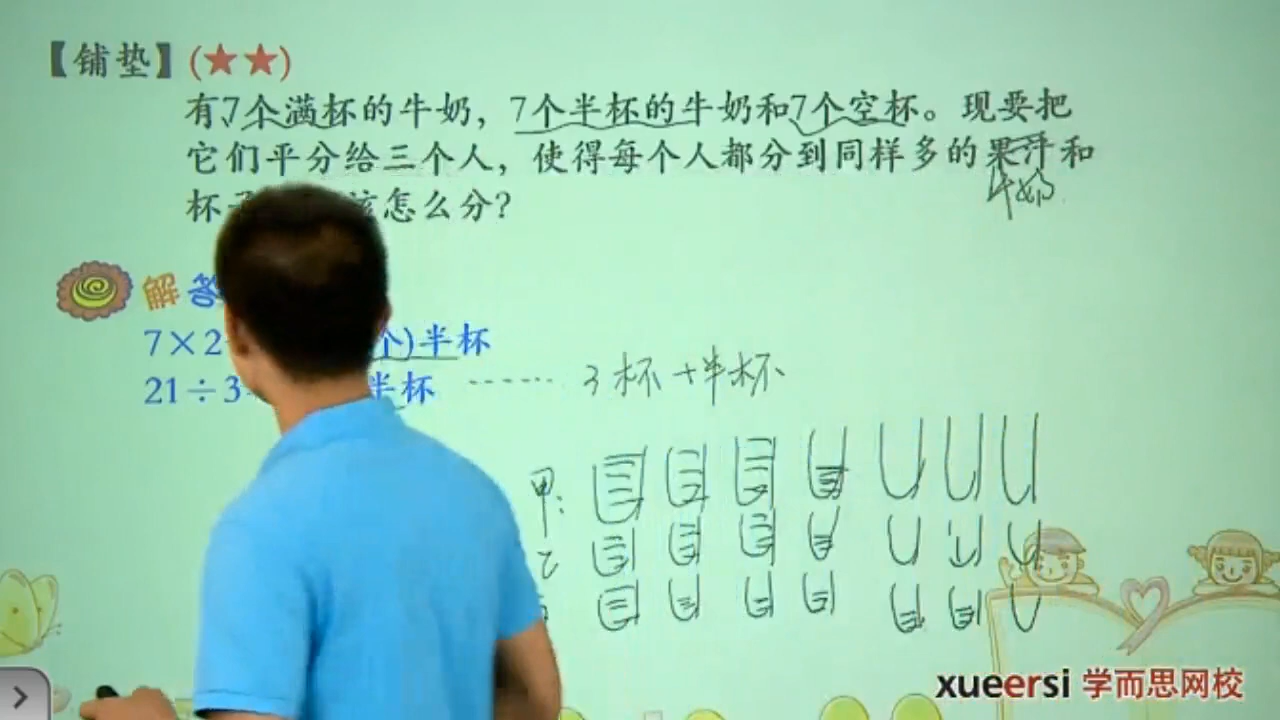 【铺垫】(★★)
有7个满杯的牛奶，7个半杯的牛奶和7个空杯。现要把
它们平分给三个人，使得每个人都分到同样多的果汁和
牛奶
杯 怎么分？
解答
7×2 个)半杯
21÷3 半杯 …… 3杯+半杯
甲：
乙
xueersi 学而思网校